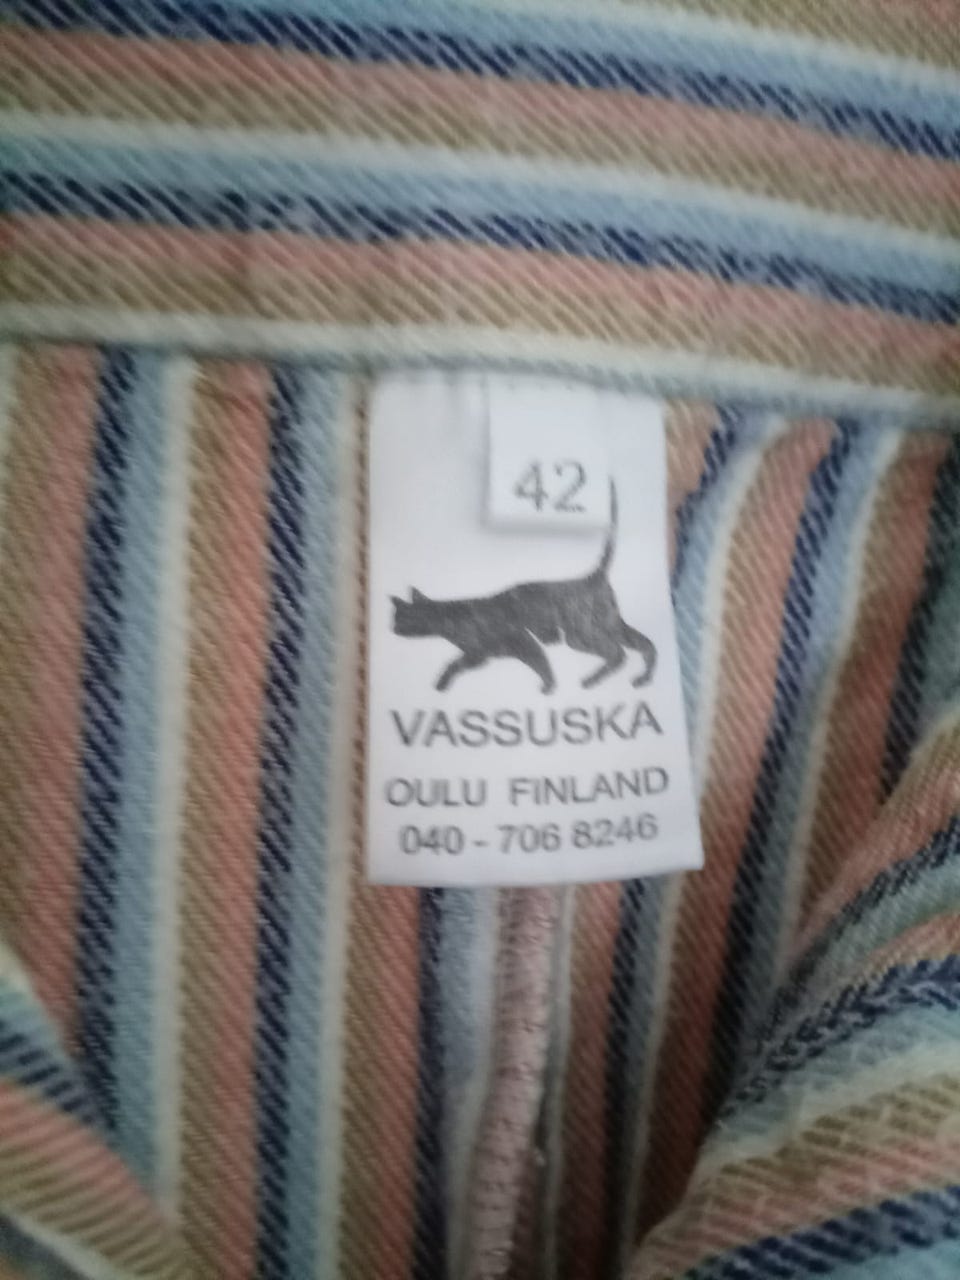 42
VASSUSKA
OULU FINLAND
040 - 706 8246